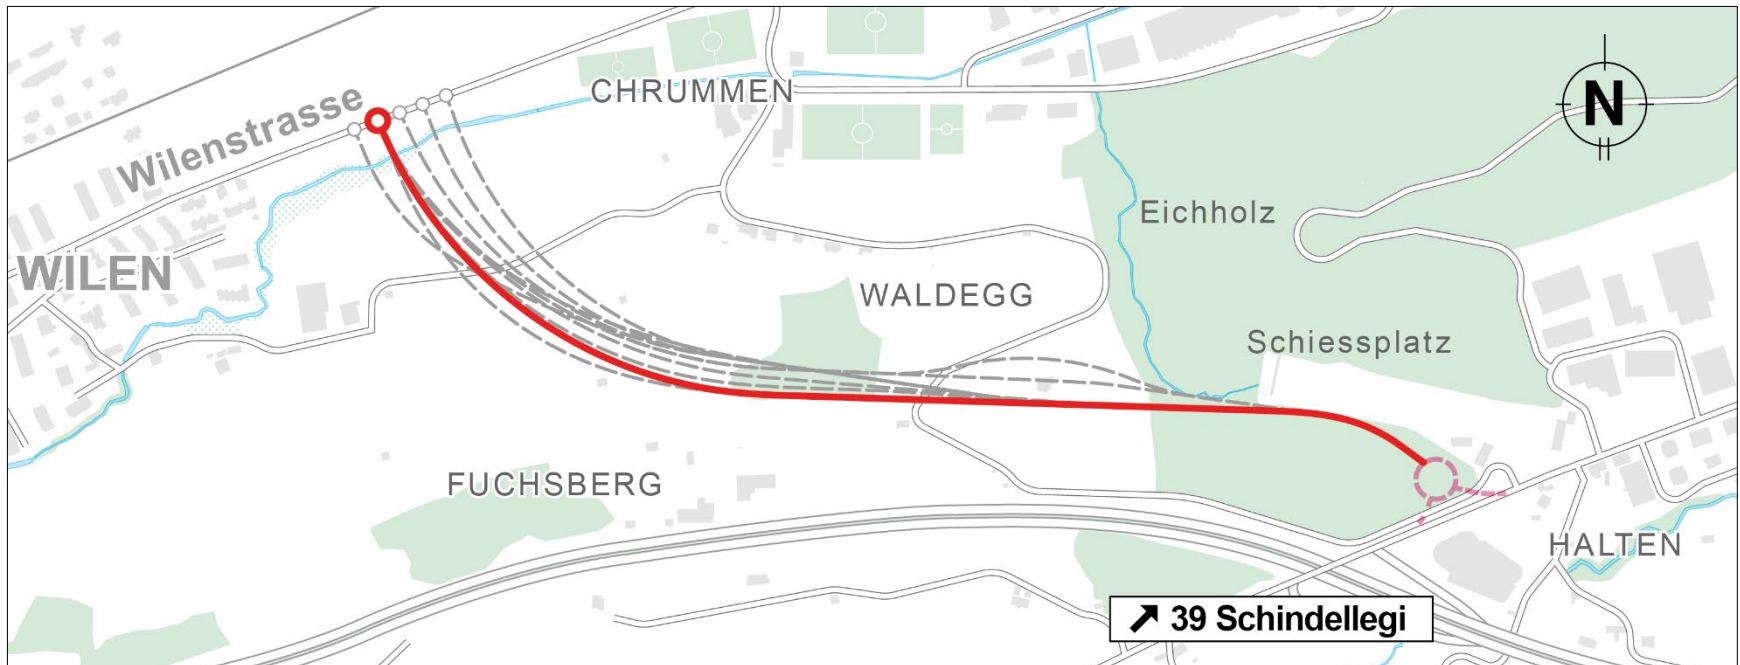 CHRUMMEN
Wilenstrasse
N
Eichholz
WILEN
WALDEGG
Schiessplatz
FUCHSBERG
HALTEN
↗ 39 Schindellegi